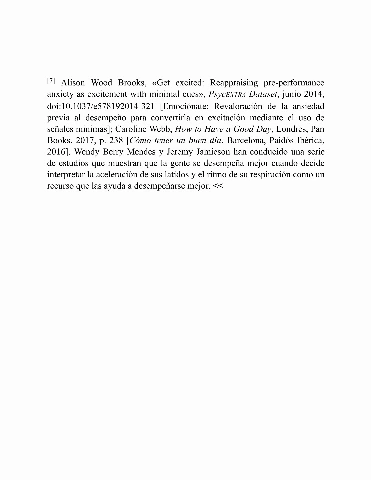 [7] Alison Wood Brooks, «Get excited: Reappraising pre-performance
anxiety as excitement with minimal cues», PsycEXTRA Dataset, junio 2014,
doi:10.1037/e578192014-321 [Emociónate: Revaloración de la ansiedad
previa al desempeño para convertirla en excitación mediante el uso de
señales mínimas]; Caroline Webb, How to Have a Good Day, Londres, Pan
Books, 2017, p. 238 [Cómo tener un buen día, Barcelona, Paidós Ibérica,
2016]. Wendy Berry Mendes y Jeremy Jamieson han conducido una serie
de estudios que muestran que la gente se desempeña mejor cuando decide
interpretar la aceleración de sus latidos y el ritmo de su respiración como un
recurso que las ayuda a desempeñarse mejor. <<